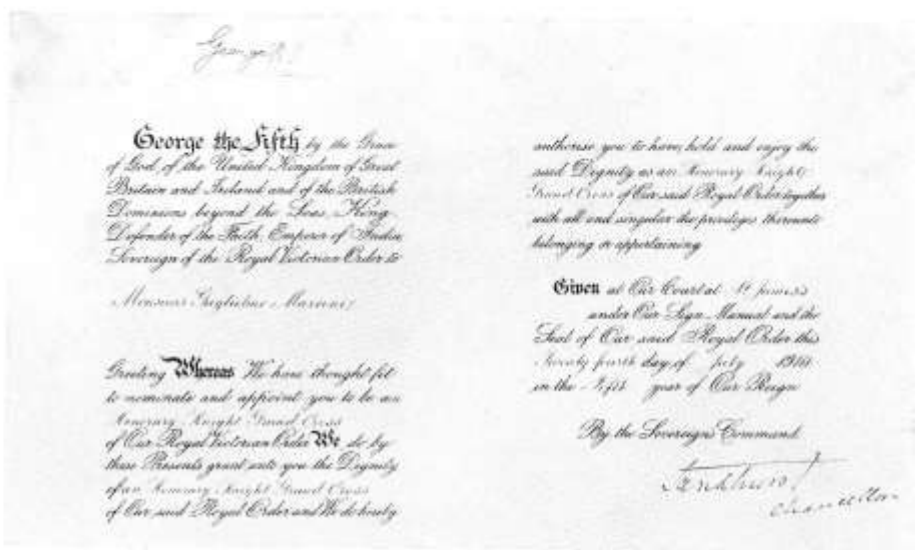 George R.I.
George the Fifth by the Grace
of God, of the United Kingdom of Great
Britain and Ireland and of the British
Dominions beyond the Seas King
Defender of the Faith, Emperor of India
Sovereign of the Royal Victorian Order to
Greeting Whereas We have thought fit
to nominate and appoint you to be an
Honorary Knight Grand Cross
of Our Royal Victorian Order We do by
these Presents grant unto you the Dignity
of an Honorary Knight Grand Cross
of Our said Royal Order and We do hereby
authorise you to have, hold and enjoy the
said Dignity as an Honorary Knight
Grand Cross of Our said Royal Order together
with all and singular the privileges thereunto
belonging or appertaining
Given at Our Court at St James's
under Our Sign Manual and the
Seal of Our said Royal Order this
Twenty fourth day of July
in the Fifth year of Our Reign
By the Sovereign's Command.
Chancellor